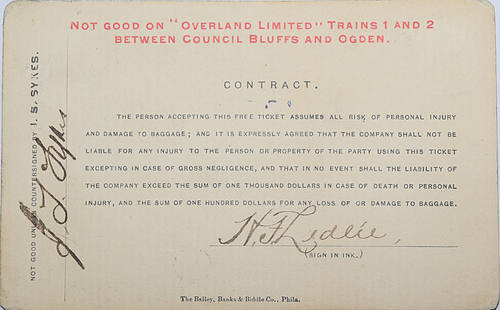 NOT GOOD ON "OVERLAND LIMITED" TRAINS 1 AND 2
BETWEEN COUNCIL BLUFFS AND OGDEN.
CONTRACT.
THE PERSON ACCEPTING THIS FREE TICKET ASSUMES ALL RISK OF PERSONAL INJURY
AND DAMAGE TO BAGGAGE; AND IT IS EXPRESSLY AGREED THAT THE COMPANY SHALL NOT BE
LIABLE FOR ANY INJURY TO THE PERSON OR PROPERTY OF THE PARTY USING THIS TICKET
EXCEPTING IN CASE OF GROSS NEGLIGENCE, AND THAT IN NO EVENT SHALL THE LIABILITY OF
THE COMPANY EXCEED THE SUM OF ONE THOUSAND DOLLARS IN CASE OF DEATH OR PERSONAL
INJURY, AND THE SUM OF ONE HUNDRED DOLLARS FOR ANY LOSS OF OR DAMAGE TO BAGGAGE.
(SIGN IN INK.)
The Bailey, Banks & Biddle Co., Phila.
NOT GOOD UNLESS COUNTERSIGNED BY I. S. SYKES.